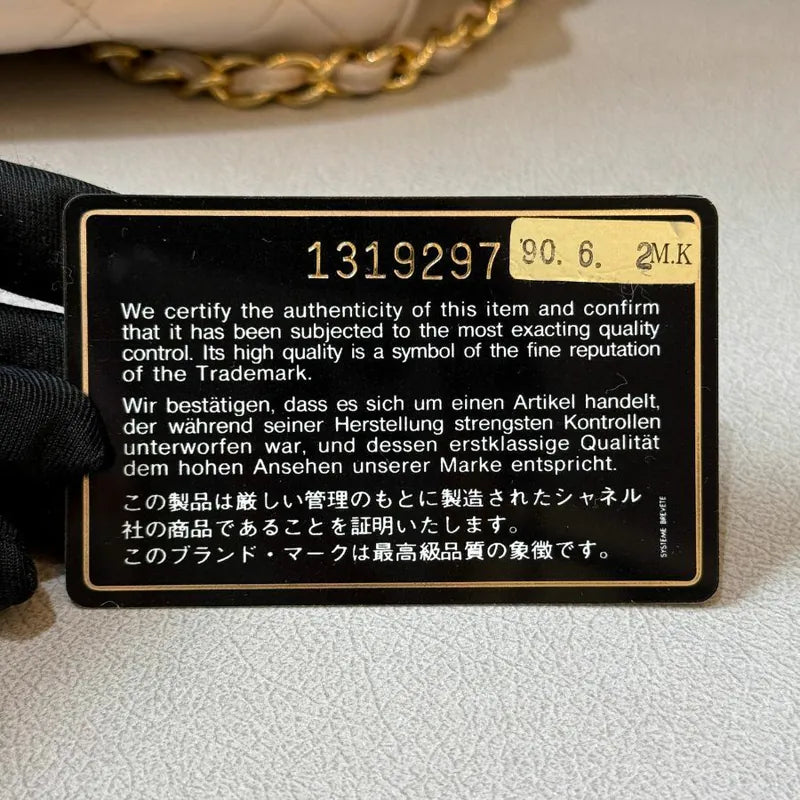 1319297 '90. 6. 2M.K
We certify the authenticity of this item and confirm
that it has been subjected to the most exacting quality
control. Its high quality is a symbol of the fine reputation
of the Trademark.
Wir bestätigen, dass es sich um einen Artikel handelt,
der während seiner Herstellung strengsten Kontrollen
unterworfen war, und dessen erstklassige Qualität
dem hohen Ansehen unserer Marke entspricht.
この製品は厳しい管理のもとに製造されたシャネル
社の商品であることを証明いたします。
このブランド・マークは最高級品質の象徴です。
SYSTEME BREVETE